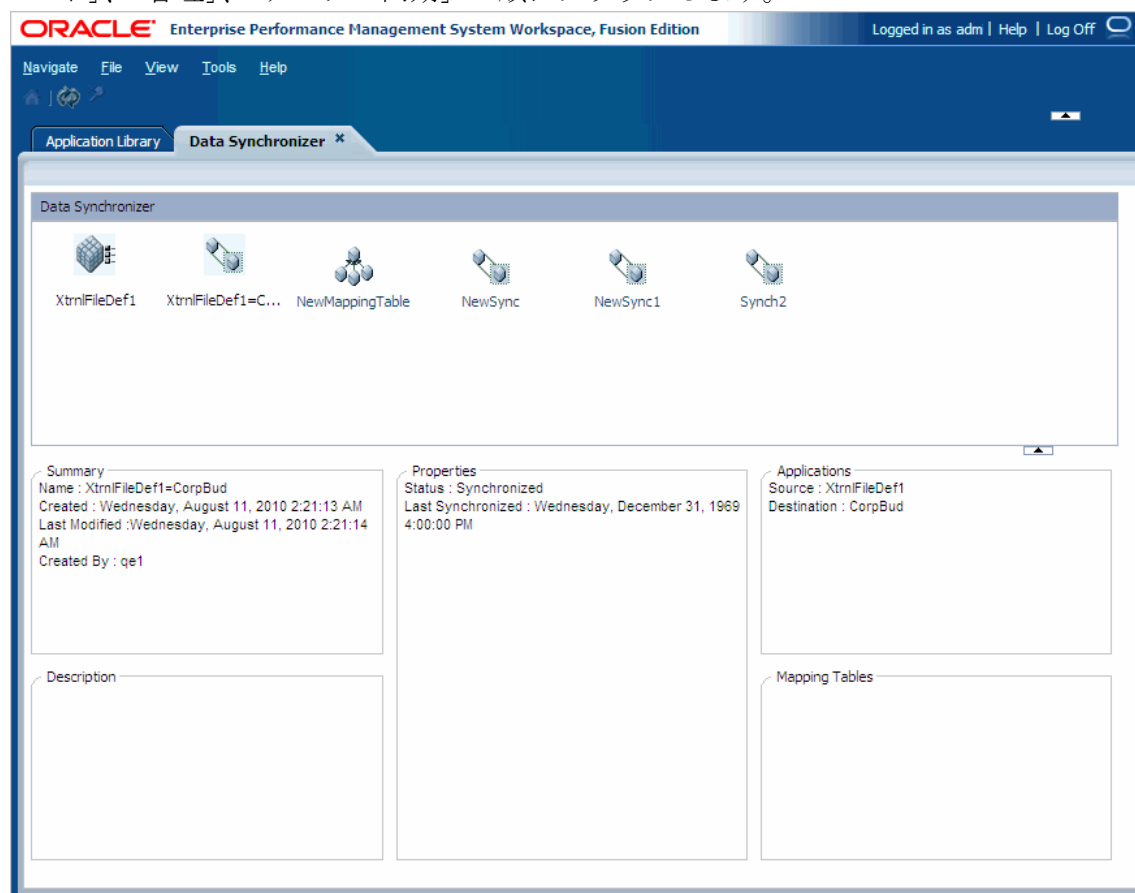 ORACLE Enterprise Performance Management System Workspace, Fusion Edition Logged in as adm | Help | Log Off
Navigate File View Tools Help
Application Library Data Synchronizer
Data Synchronizer
XtrnlFileDef1 XtrnlFileDef1=C... NewMappingTable NewSync NewSync1 Synch2
Summary
Name : XtrnlFileDef1=CorpBud
Created : Wednesday, August 11, 2010 2:21:13 AM
Last Modified :Wednesday, August 11, 2010 2:21:14
AM
Created By : qe1
Properties
Status : Synchronized
Last Synchronized : Wednesday, December 31, 1969
4:00:00 PM
Applications
Source : XtrnlFileDef1
Destination : CorpBud
Description
Mapping Tables